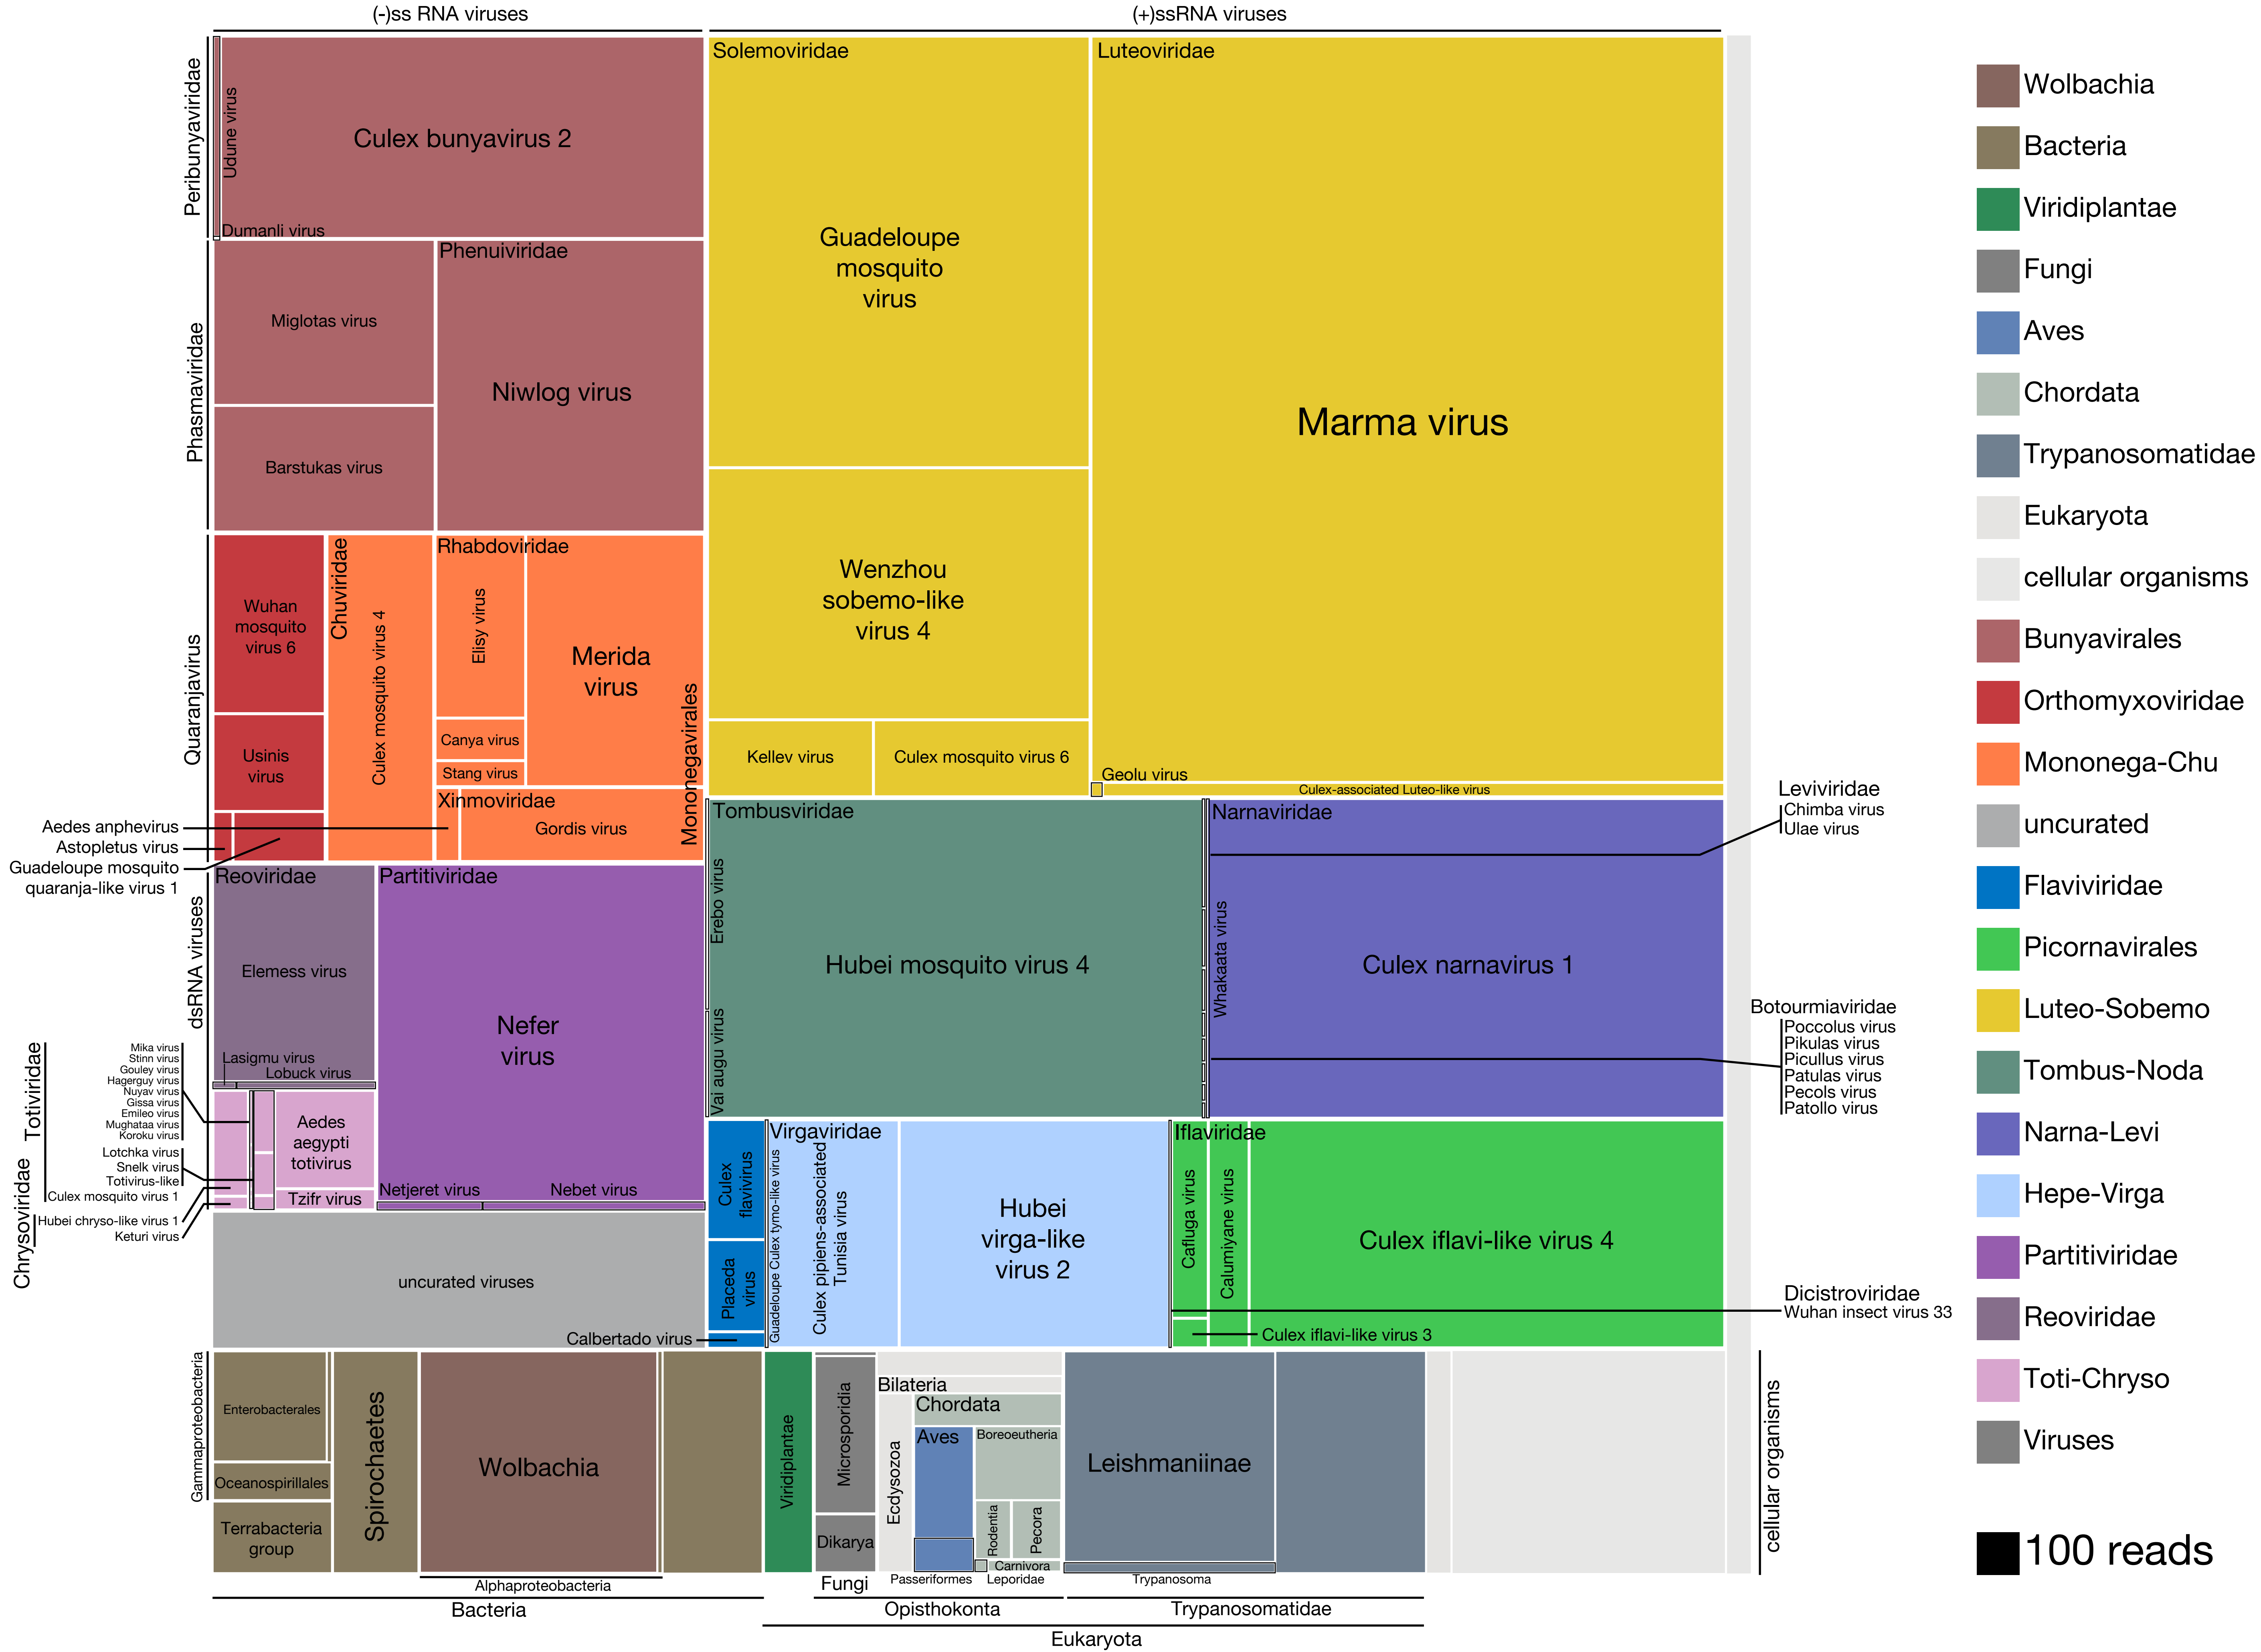 (-)ss RNA viruses
(+)ssRNA viruses
Peribunyaviridae
Udune virus
Culex bunyavirus 2
Dumanli virus
Phasmaviridae
Miglotas virus
Barstukas virus
Phenuiviridae
Niwlog virus
Quaranjavirus
Wuhan
mosquito
virus 6
Usinis
virus
Chuviridae
Culex mosquito virus 4
Rhabdoviridae
Elisy virus
Canya virus
Stang virus
Merida
virus
Mononegavirales
Xinmoviridae
Gordis virus
Aedes anphevirus
Astopletus virus
Guadeloupe mosquito
quaranja-like virus 1
dsRNA viruses
Reoviridae
Elemess virus
Lasigmu virus
Lobuck virus
Partitiviridae
Nefer
virus
Netjeret virus
Nebet virus
Totiviridae
Mika virus
Stinn virus
Gouley virus
Hagerguy virus
Nuyav virus
Gissa virus
Emileo virus
Mughataa virus
Koroku virus
Lotchka virus
Snelk virus
Totivirus-like
Culex mosquito virus 1
Chrysoviridae
Hubei chryso-like virus 1
Keturi virus
Aedes
aegypti
totivirus
Tzifr virus
uncurated viruses
Solemoviridae
Guadeloupe
mosquito
virus
Wenzhou
sobemo-like
virus 4
Kellev virus
Culex mosquito virus 6
Luteoviridae
Marma virus
Geolu virus
Culex-associated Luteo-like virus
Tombusviridae
Erebo virus
Vai augu virus
Hubei mosquito virus 4
Narnaviridae
Whakaata virus
Culex narnavirus 1
Leviviridae
Chimba virus
Ulae virus
Botourmiaviridae
Poccolus virus
Pikulas virus
Picullus virus
Patulas virus
Pecols virus
Patollo virus
Culex
flavivirus
Placeda
virus
Calbertado virus
Virgaviridae
Guadeloupe Culex tymo-like virus
Culex pipiens-associated
Tunisia virus
Hubei
virga-like
virus 2
Iflaviridae
Cafluga virus
Calumiyane virus
Culex iflavi-like virus 4
Culex iflavi-like virus 3
Dicistroviridae
Wuhan insect virus 33
Gammaproteobacteria
Enterobacterales
Oceanospirillales
Terrabacteria
group
Spirochaetes
Wolbachia
Alphaproteobacteria
Bacteria
Viridiplantae
Microsporidia
Dikarya
Fungi
Bilateria
Ecdysozoa
Chordata
Aves
Boreoeutheria
Rodentia
Pecora
Carnivora
Passeriformes
Leporidae
Opisthokonta
Leishmaniinae
Trypanosoma
Trypanosomatidae
Eukaryota
cellular organisms
Wolbachia
Bacteria
Viridiplantae
Fungi
Aves
Chordata
Trypanosomatidae
Eukaryota
cellular organisms
Bunyavirales
Orthomyxoviridae
Mononega-Chu
uncurated
Flaviviridae
Picornavirales
Luteo-Sobemo
Tombus-Noda
Narna-Levi
Hepe-Virga
Partitiviridae
Reoviridae
Toti-Chryso
Viruses
100 reads